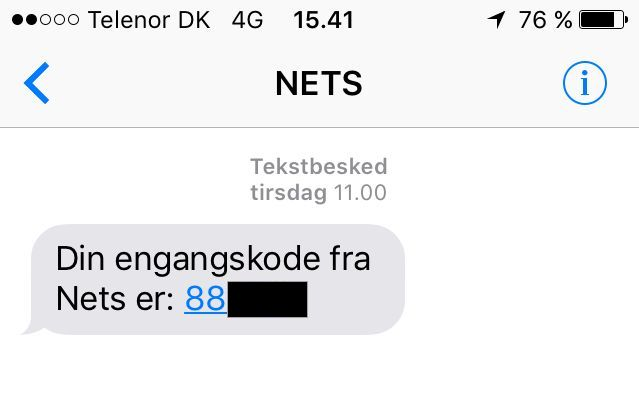 ●●○○○ Telenor DK 4G 15.41 76 %
NETS
Tekstbesked
tirsdag 11.00
Din engangskode fra
Nets er: 88